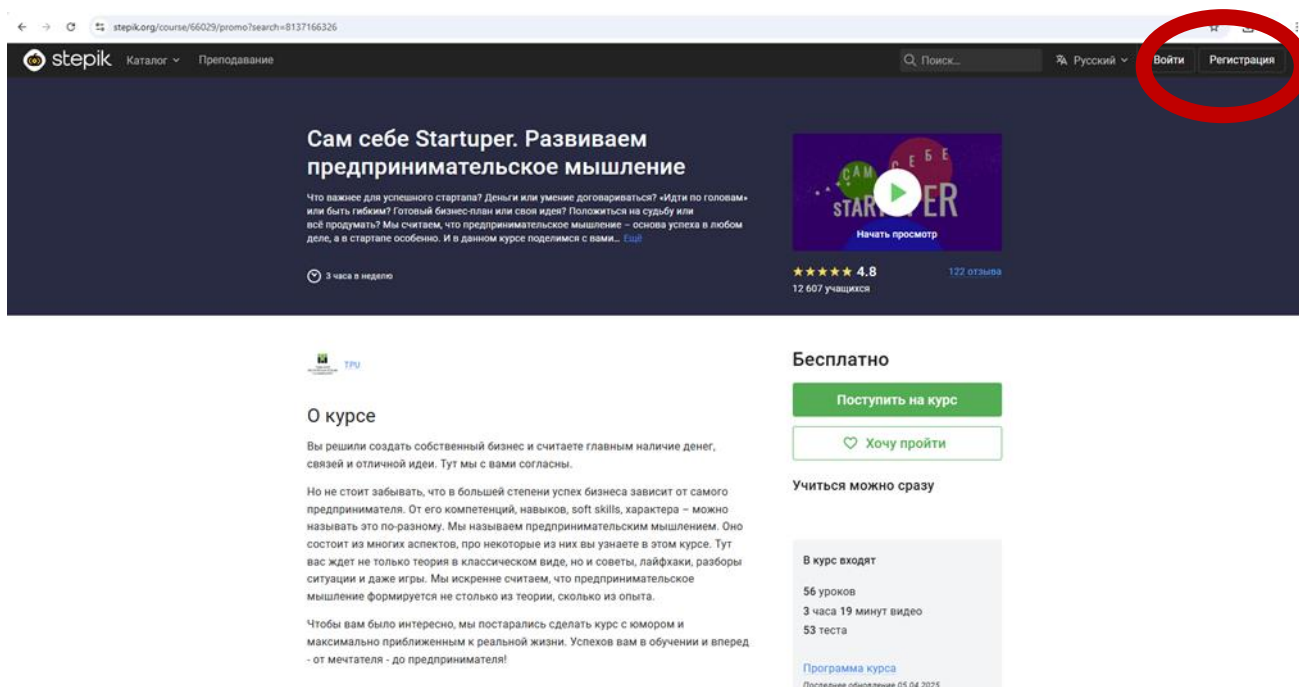 stepik.org/course/66029/promo?search=8137166326
stepik Каталог Преподавание Поиск... Русский Войти Регистрация
Сам себе Startuper. Развиваем
предпринимательское мышление
Что важнее для успешного стартапа? Деньги или умение договариваться? «Идти по головам»
или быть гибким? Готовый бизнес-план или своя идея? Положиться на судьбу или
всё продумать? Мы считаем, что предпринимательское мышление – основа успеха в любом
деле, а в стартапе особенно. И в данном курсе поделимся с вами... Ещё
3 часа в неделю
САМ СЕБЕ
STARTUPER
Начать просмотр
4.8 122 отзыва
12 607 учащихся
TPU
О курсе
Вы решили создать собственный бизнес и считаете главным наличие денег,
связей и отличной идеи. Тут мы с вами согласны.
Но не стоит забывать, что в большей степени успех бизнеса зависит от самого
предпринимателя. От его компетенций, навыков, soft skills, характера – можно
называть это по-разному. Мы называем предпринимательским мышлением. Оно
состоит из многих аспектов, про некоторые из них вы узнаете в этом курсе. Тут
вас ждет не только теория в классическом виде, но и советы, лайфхаки, разборы
ситуации и даже игры. Мы искренне считаем, что предпринимательское
мышление формируется не столько из теории, сколько из опыта.
Чтобы вам было интересно, мы постарались сделать курс с юмором и
максимально приближенным к реальной жизни. Успехов вам в обучении и вперед
- от мечтателя - до предпринимателя!
Бесплатно
Поступить на курс
Хочу пройти
Учиться можно сразу
В курс входят
56 уроков
3 часа 19 минут видео
53 теста
Программа курса
Последнее обновление 05.04.2025